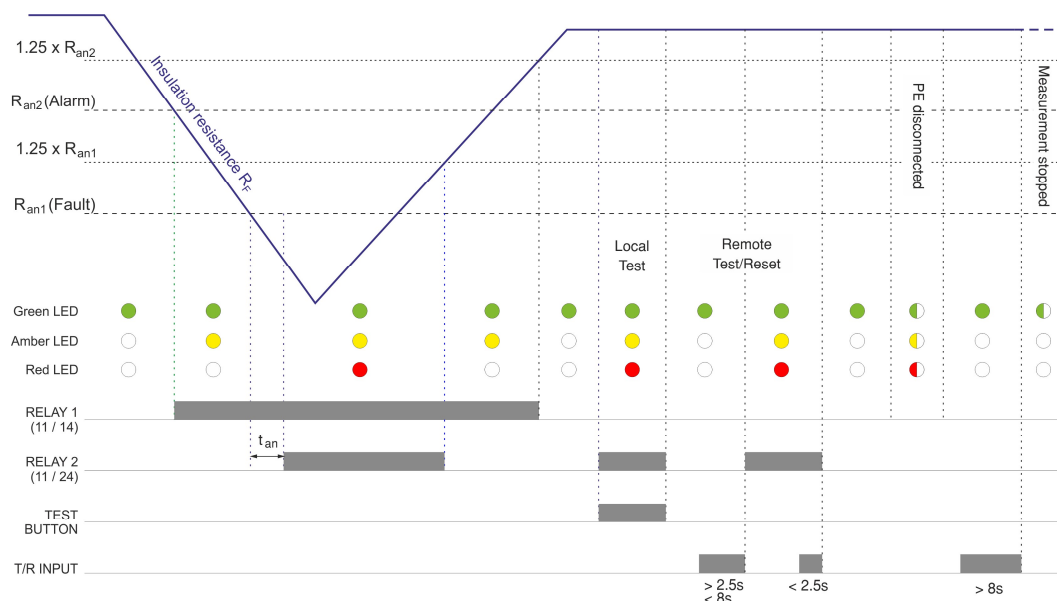 1.25 x Ran2
Ran2 (Alarm)
1.25 x Ran1
Ran1 (Fault)
Insulation resistance RF
PE disconnected
Measurement stopped
Local
Test
Remote
Test/Reset
Green LED
Amber LED
Red LED
RELAY 1
(11 / 14)
tan
RELAY 2
(11 / 24)
TEST
BUTTON
T/R INPUT
> 2.5s
< 8s
< 2.5s
> 8s